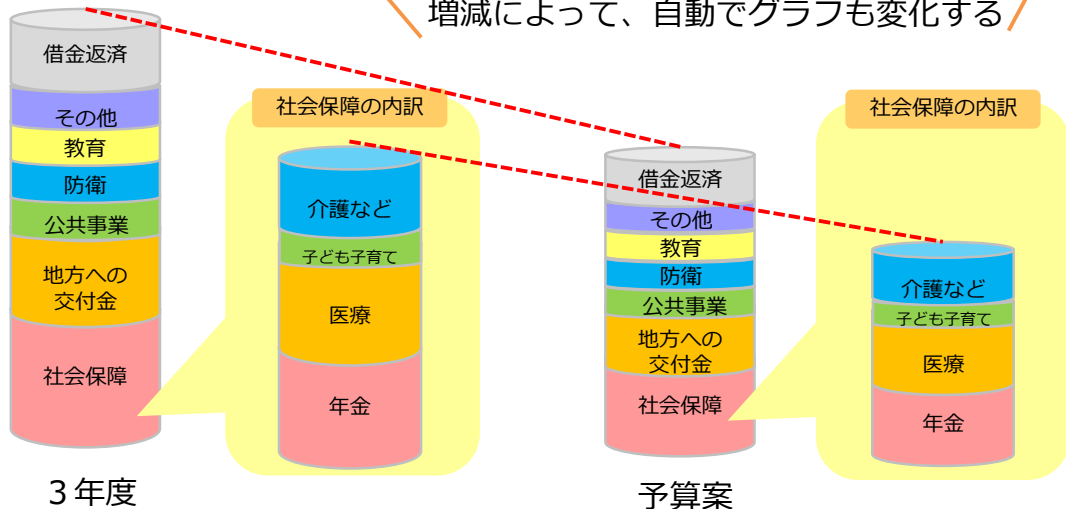 増減によって、自動でグラフも変化する
借金返済
その他
教育
防衛
公共事業
地方への
交付金
社会保障
3年度
社会保障の内訳
介護など
子ども子育て
医療
年金
借金返済
その他
教育
防衛
公共事業
地方への
交付金
社会保障
予算案
社会保障の内訳
介護など
子ども子育て
医療
年金